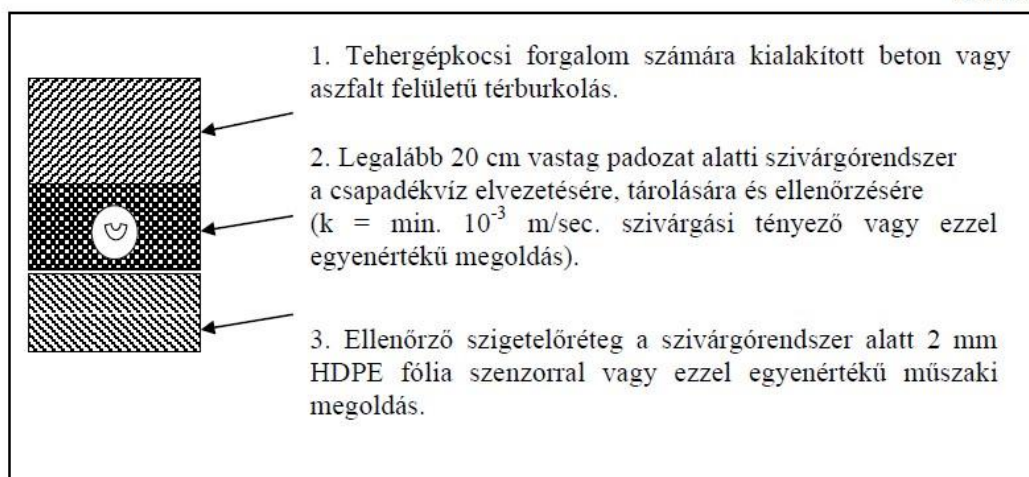 1. Tehergépkocsi forgalom számára kialakított beton vagy
aszfalt felületű térburkolás.
2. Legalább 20 cm vastag padozat alatti szivárgórendszer
a csapadékvíz elvezetésére, tárolására és ellenőrzésére
(k = min. 10⁻³ m/sec. szivárgási tényező vagy ezzel
egyenértékű megoldás).
3. Ellenőrző szigetelőréteg a szivárgórendszer alatt 2 mm
HDPE fólia szenzorral vagy ezzel egyenértékű műszaki
megoldás.